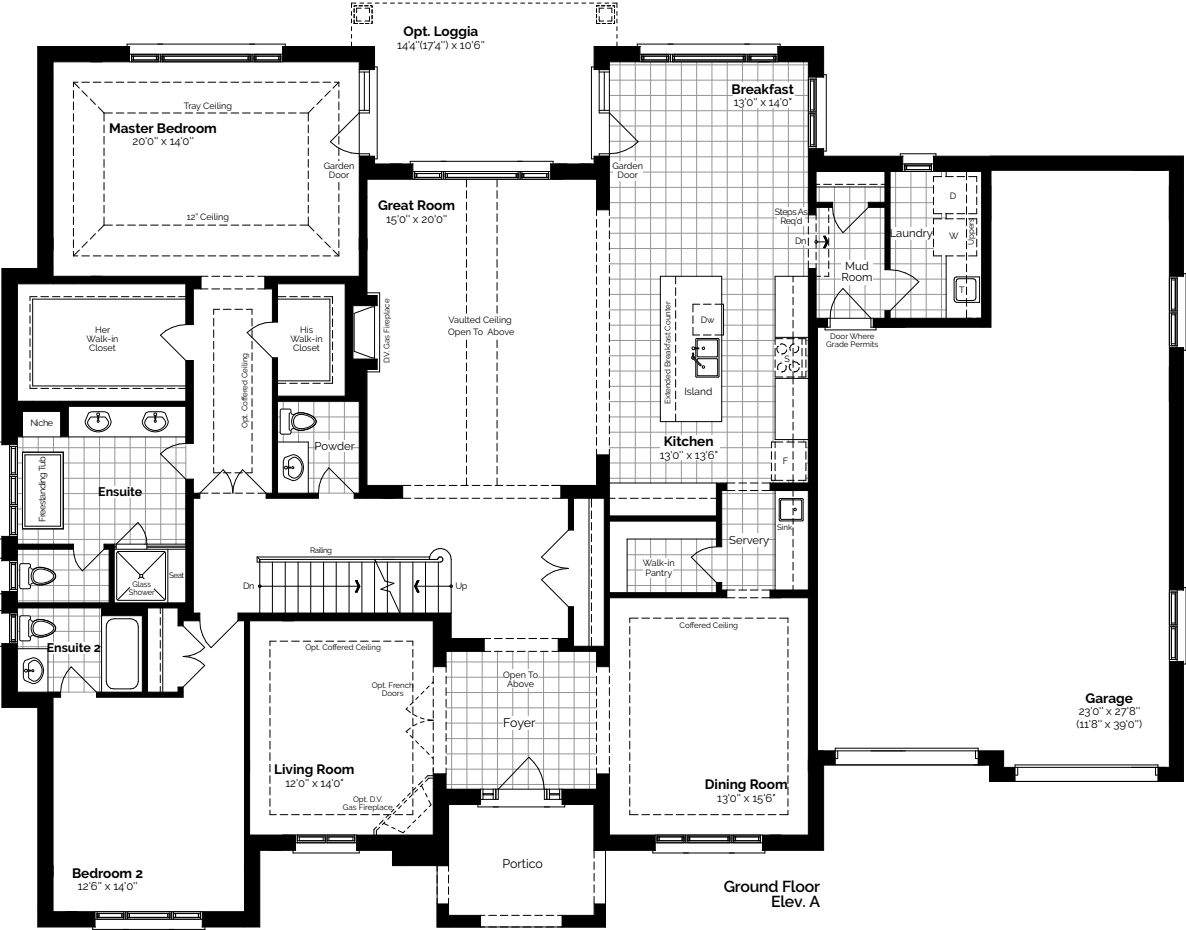 Opt. Loggia
14'4"(17'4") x 10'6"
Breakfast
13'0" x 14'0"
Tray Ceiling
Master Bedroom
20'0" x 14'0"
12" Ceiling
Garden
Door
Garden
Door
Great Room
15'0" x 20'0"
Steps As
Req'd
Dn
Laundry
D
W
Upper
T
Mud
Room
Door Where
Grade Permits
Her
Walk-in
Closet
Opt. Coffered Ceiling
His
Walk-in
Closet
D.V. Gas Fireplace
Vaulted Ceiling
Open To Above
Extended Breakfast Counter
Dw
Island
S
Kitchen
13'0" x 13'6"
F
Niche
Freestanding Tub
Ensuite
Powder
Sink
Servery
Walk-in
Pantry
Railing
Dn
Up
Glass
Shower
Seat
Ensuite 2
Opt. Coffered Ceiling
Opt. French
Doors
Living Room
12'0" x 14'0"
Opt. D.V.
Gas Fireplace
Open To
Above
Foyer
Coffered Ceiling
Dining Room
13'0" x 15'6"
Garage
23'0" x 27'8"
(11'8" x 39'0")
Bedroom 2
12'6" x 14'0"
Portico
Ground Floor
Elev. A